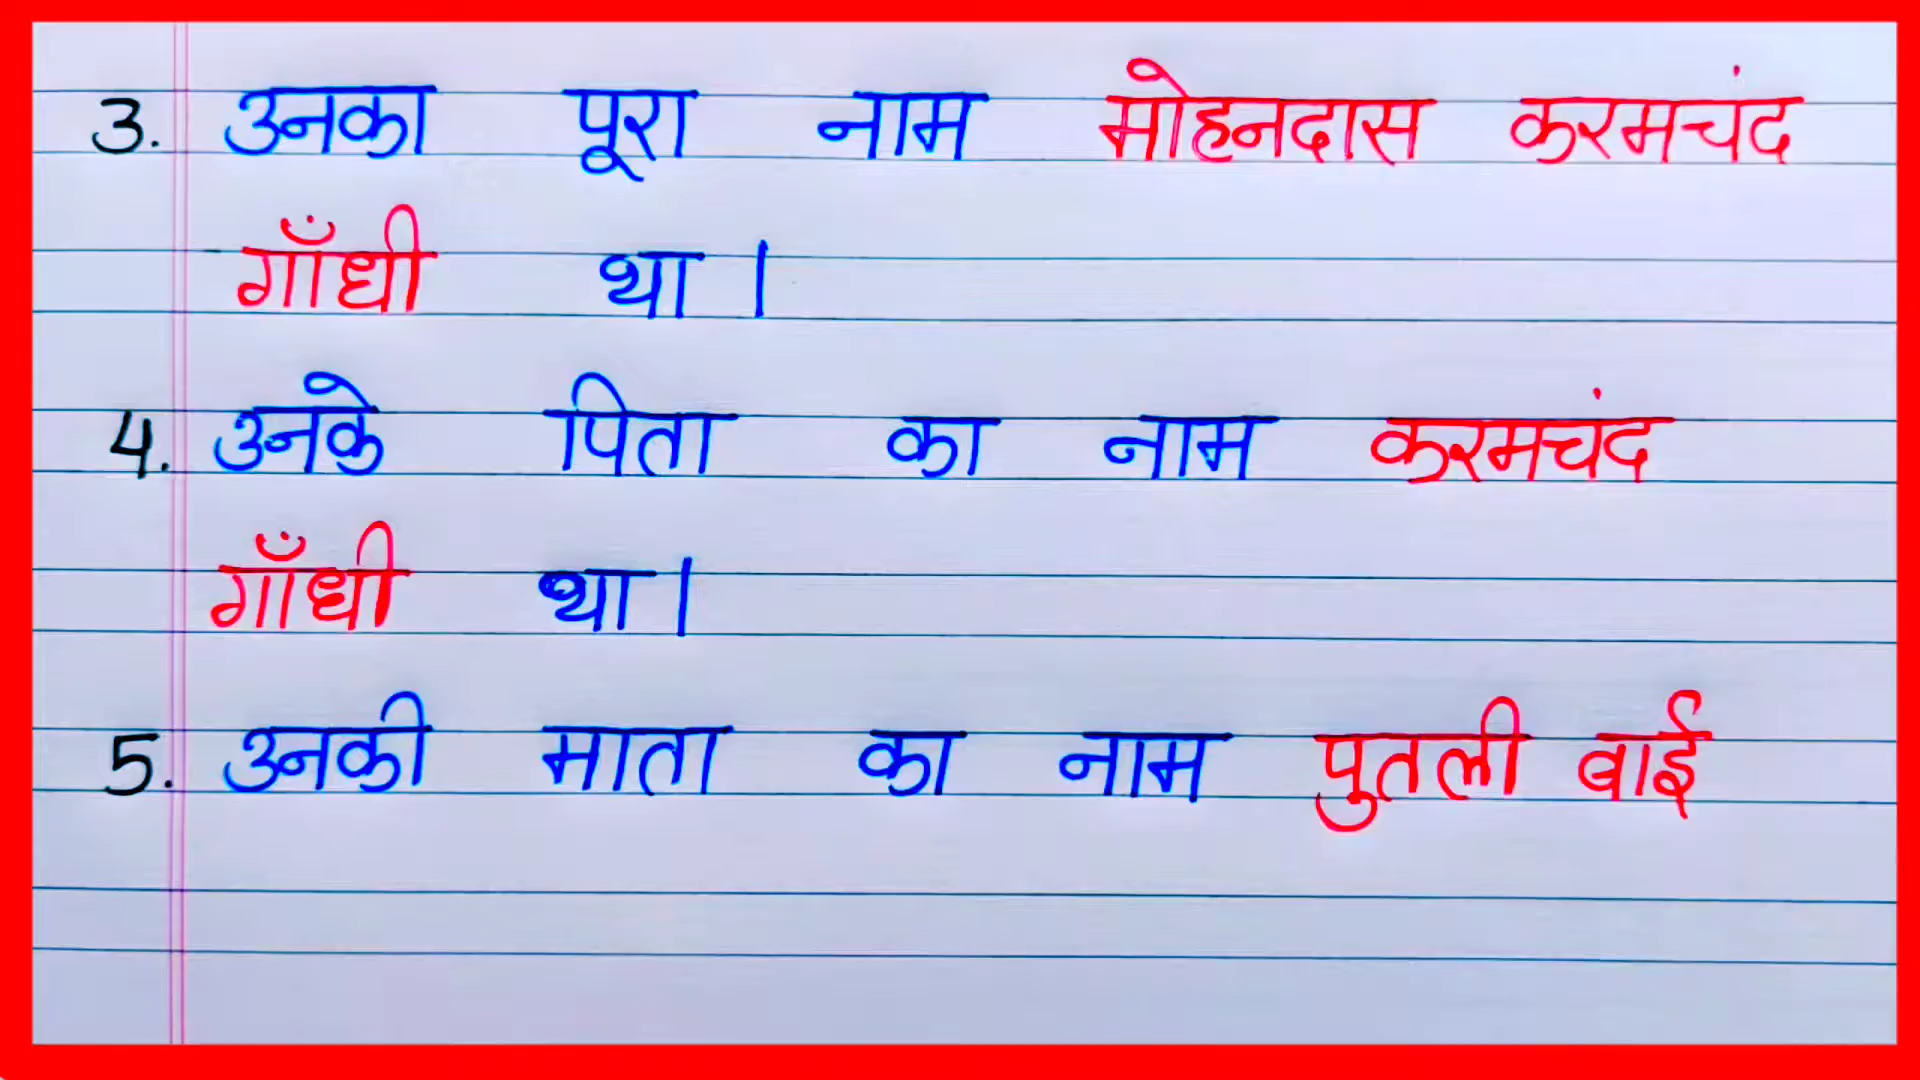 3. उनका पूरा नाम मोहनदास करमचंद
गाँधी था।
4. उनके पिता का नाम करमचंद
गाँधी था।
5. उनकी माता का नाम पुतली बाई